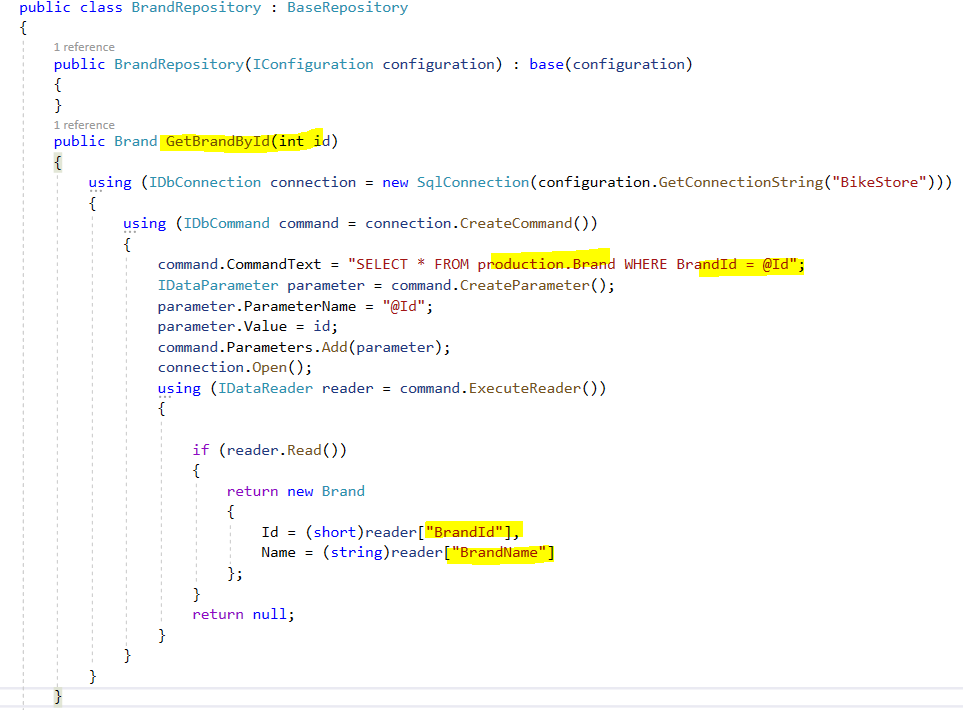 public class BrandRepository : BaseRepository
{
1 reference
public BrandRepository(IConfiguration configuration) : base(configuration)
{
}
1 reference
public Brand GetBrandById(int id)
{
using (IDbConnection connection = new SqlConnection(configuration.GetConnectionString("BikeStore")))
{
using (IDbCommand command = connection.CreateCommand())
{
command.CommandText = "SELECT * FROM production.Brand WHERE BrandId = @Id";
IDataParameter parameter = command.CreateParameter();
parameter.ParameterName = "@Id";
parameter.Value = id;
command.Parameters.Add(parameter);
connection.Open();
using (IDataReader reader = command.ExecuteReader())
{
if (reader.Read())
{
return new Brand
{
Id = (short)reader["BrandId"],
Name = (string)reader["BrandName"]
};
}
return null;
}
}
}
}